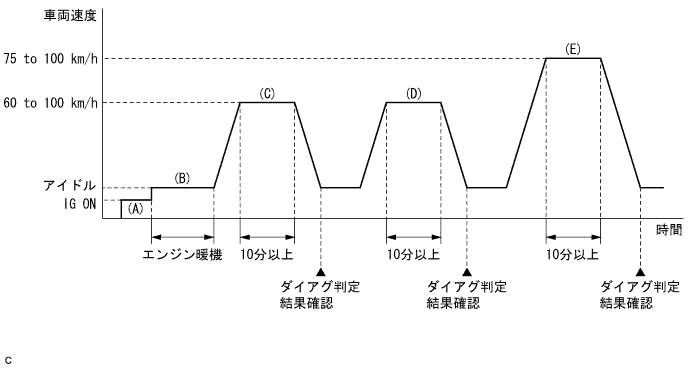 車両速度
75 to 100 km/h
(E)
60 to 100 km/h
(C)
(D)
アイドル
(B)
IG ON
(A)
時間
エンジン暖機
10分以上
10分以上
10分以上
ダイアグ判定
結果確認
ダイアグ判定
結果確認
ダイアグ判定
結果確認
C